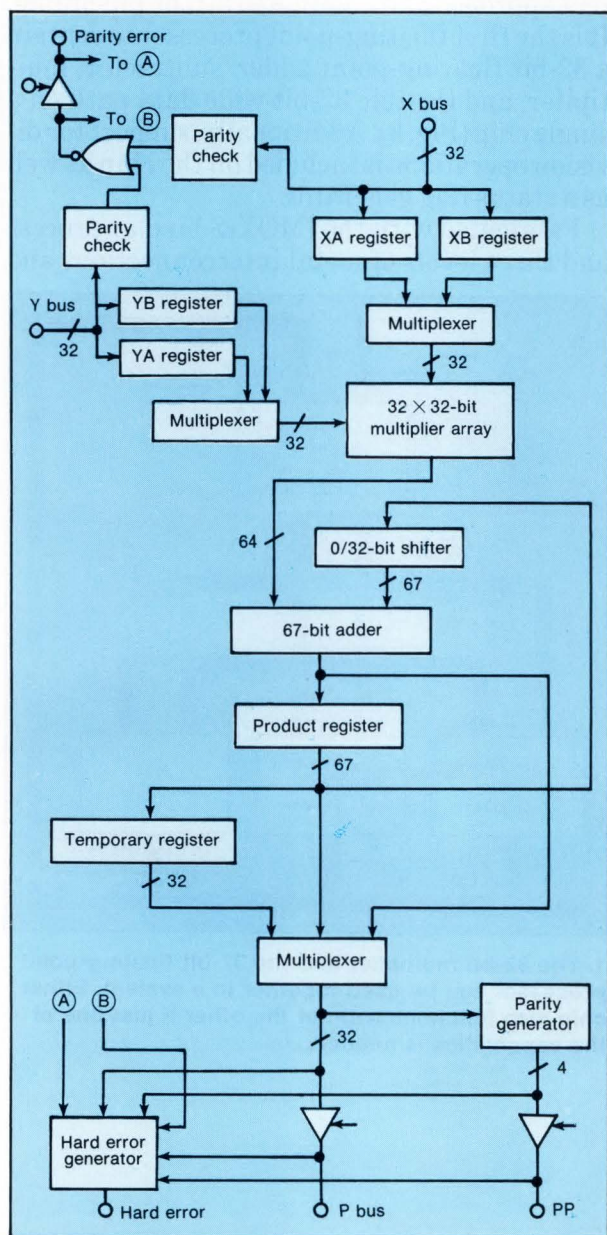 Parity error
To A
To B
X bus
32
Parity
check
Parity
check
XA register
XB register
Y bus
32
YB register
YA register
Multiplexer
32
Multiplexer
32
32 × 32-bit
multiplier array
64
0/32-bit shifter
67
67-bit adder
Product register
67
Temporary register
32
Multiplexer
A
B
32
Parity
generator
4
Hard error
generator
Hard error
P bus
PP